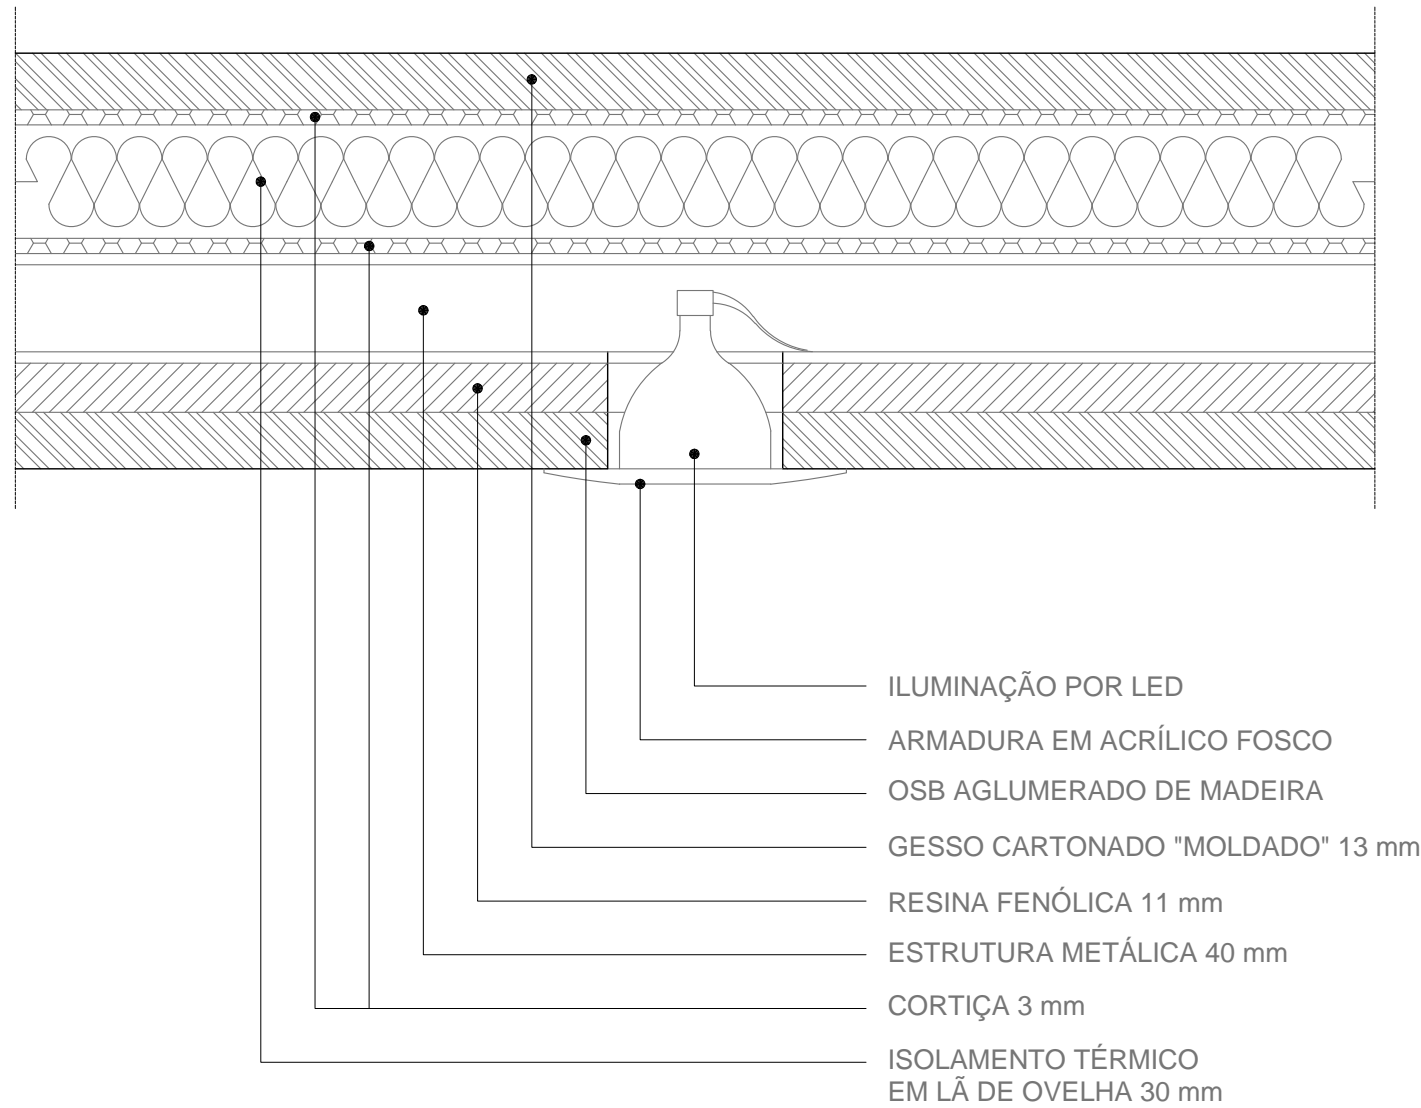 ILUMINAÇÃO POR LED
ARMADURA EM ACRÍLICO FOSCO
OSB AGLUMERADO DE MADEIRA
GESSO CARTONADO "MOLDADO" 13 mm
RESINA FENÓLICA 11 mm
ESTRUTURA METÁLICA 40 mm
CORTIÇA 3 mm
ISOLAMENTO TÉRMICO
EM LÃ DE OVELHA 30 mm